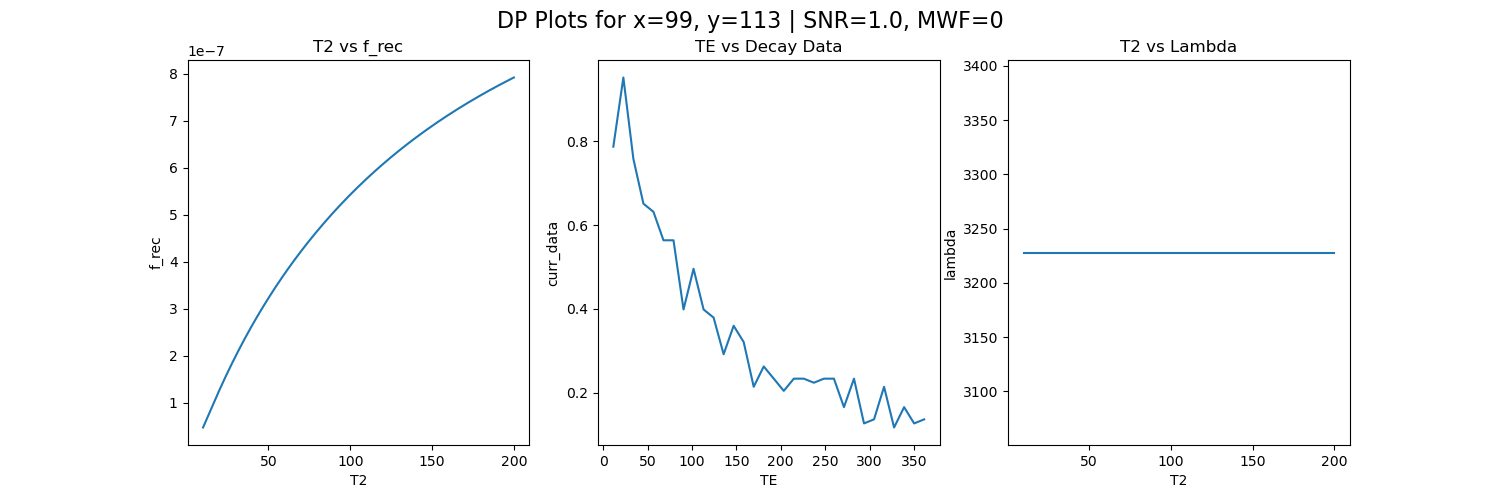 DP Plots for x=99, y=113 | SNR=1.0, MWF=0
T2 vs f_rec
1e−7
8
7
6
5
4
3
2
1
f_rec
50 100 150 200
T2
TE vs Decay Data
0.8
0.6
0.4
0.2
curr_data
0 50 100 150 200 250 300 350
TE
T2 vs Lambda
3400
3350
3300
3250
3200
3150
3100
lambda
50 100 150 200
T2